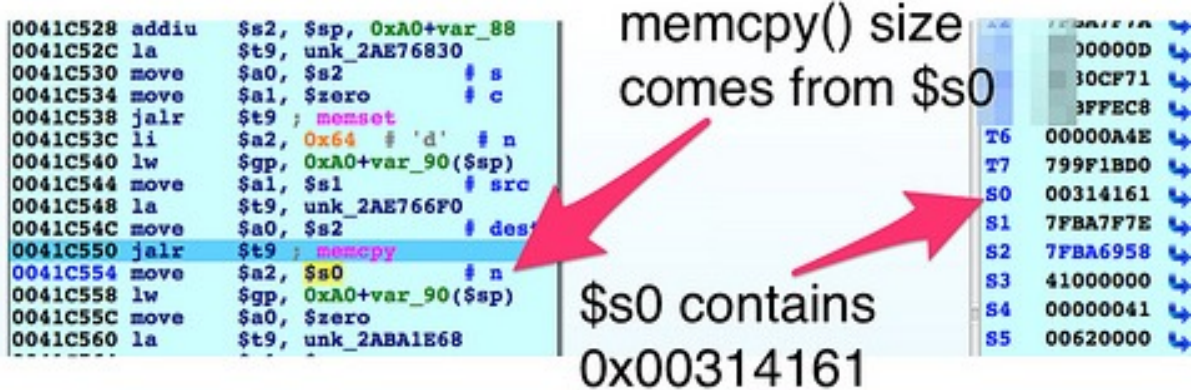 0041C528 addiu $s2, $sp, 0xA0+var_88
0041C52C la $t9, unk_2AE76830
0041C530 move $a0, $s2 # s
0041C534 move $a1, $zero # c
0041C538 jalr $t9 ; memset
0041C53C li $a2, 0x64 # 'd' # n
0041C540 lw $gp, 0xA0+var_90($sp)
0041C544 move $a1, $s1 # src
0041C548 la $t9, unk_2AE766F0
0041C54C move $a0, $s2 # des
0041C550 jalr $t9 ; memcpy
0041C554 move $a2, $s0 # n
0041C558 lw $gp, 0xA0+var_90($sp)
0041C55C move $a0, $zero
0041C560 la $t9, unk_2ABA1E68
memcpy() size
comes from $s0
$s0 contains
0x00314161
00000D
30CF71
BFFEC8
T6 00000A4E
T7 799F1BD0
S0 00314161
S1 7FBA7F7E
S2 7FBA6958
S3 41000000
S4 00000041
S5 00620000